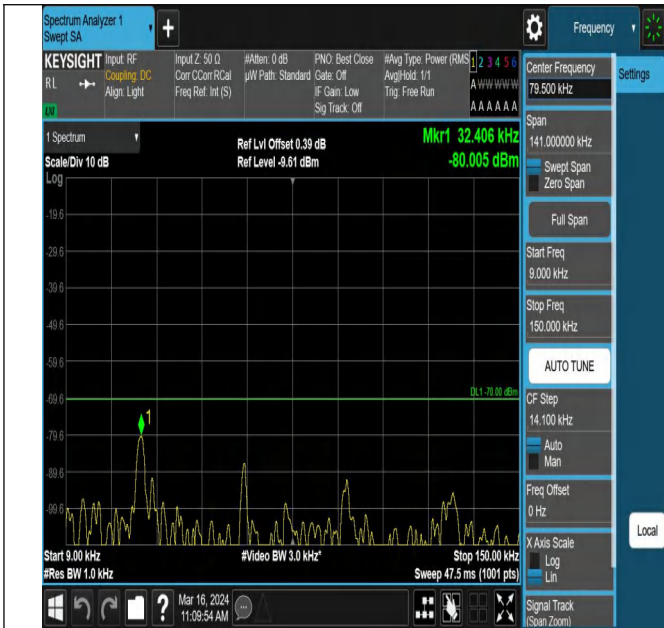 Spectrum Analyzer 1
Swept SA
Frequency
KEYSIGHT
RL
LXI
Input: RF
Coupling: DC
Align: Light
Input Z: 50 Ω
Corr CCorr RCal
Freq Ref: Int (S)
#Atten: 0 dB
µW Path: Standard
PNO: Best Close
Gate: Off
IF Gain: Low
Sig Track: Off
#Avg Type: Power (RMS
Avg|Hold: 1/1
Trig: Free Run
1 2 3 4 5 6
A W W W W W
A A A A A A
Center Frequency
79.500 kHz
Settings
Span
141.000000 kHz
Swept Span
Zero Span
Full Span
Start Freq
9.000 kHz
Stop Freq
150.000 kHz
AUTO TUNE
CF Step
14.100 kHz
Auto
Man
Freq Offset
0 Hz
X Axis Scale
Log
Lin
Local
Signal Track
(Span Zoom)
1 Spectrum
Scale/Div 10 dB
Log
Ref Lvl Offset 0.39 dB
Ref Level -9.61 dBm
Mkr1 32.406 kHz
-80.005 dBm
-19.6
-29.6
-39.6
-49.6
-59.6
-69.6
-79.6
-89.6
-99.6
DL1 -70.00 dBm
1
Start 9.00 kHz
#Res BW 1.0 kHz
#Video BW 3.0 kHz*
Stop 150.00 kHz
Sweep 47.5 ms (1001 pts)
?
Mar 16, 2024
11:09:54 AM